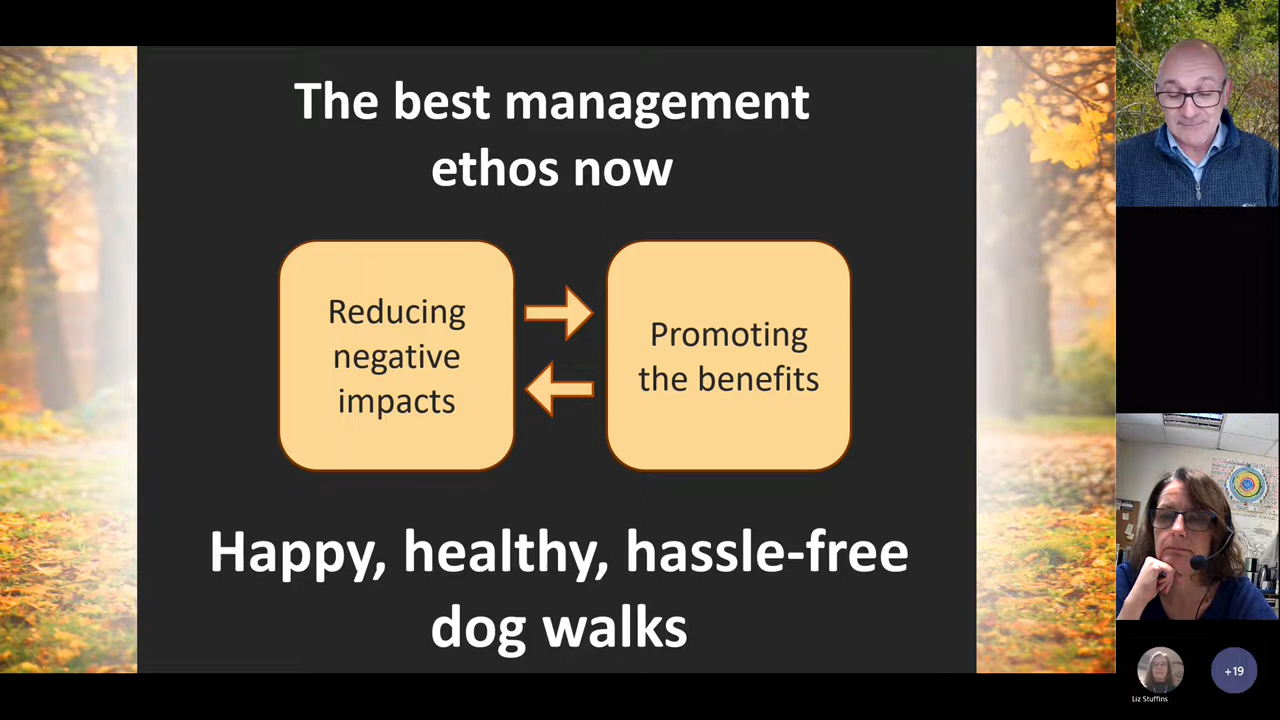 The best management
ethos now
Reducing
negative
impacts
Promoting
the benefits
Happy, healthy, hassle-free
dog walks
Liz Stuffins
+19